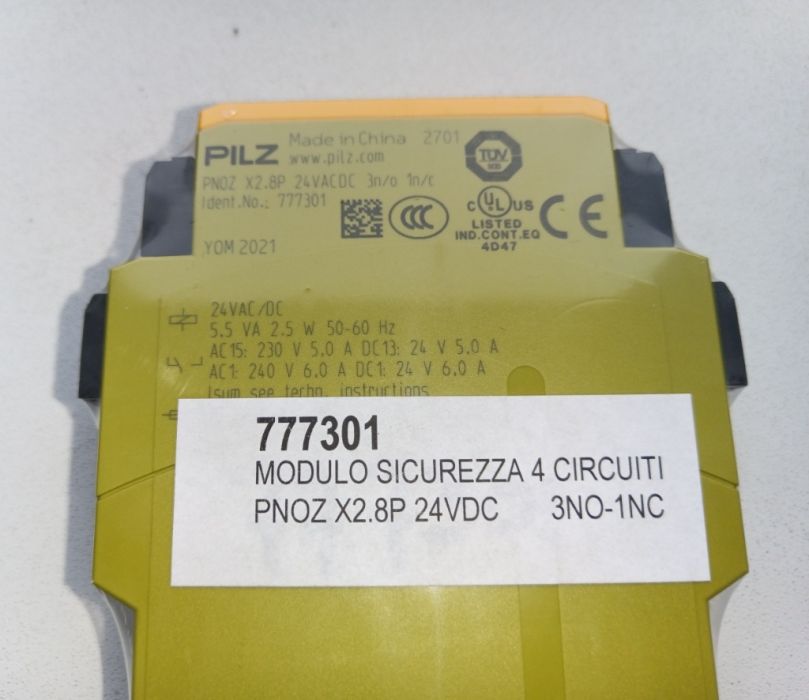 PILZ Made in China 2701
www.pilz.com
TÜV
PNOZ X2.8P 24VACDC 3n/o 1n/c
Ident.No.: 777301
CCC
C UL US
LISTED
IND.CONT.EQ
4D47
CE
YOM 2021
24VAC/DC
5.5 VA 2.5 W 50-60 Hz
AC15: 230 V 5.0 A DC13: 24 V 5.0 A
AC1: 240 V 6.0 A DC1: 24 V 6.0 A
Isum see techn. instructions
777301
MODULO SICUREZZA 4 CIRCUITI
PNOZ X2.8P 24VDC 3NO-1NC